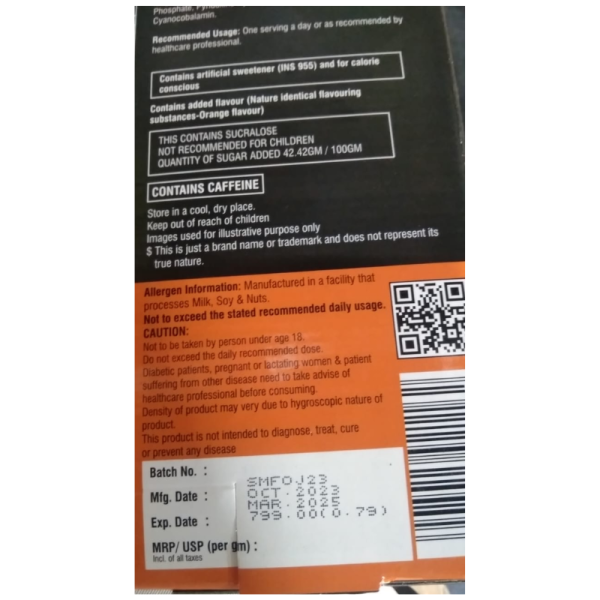 Phosphate,
Cyanocobalamin.
Recommended Usage: One serving a day or as recommended by
healthcare professional.
Contains artificial sweetener (INS 955) and for calorie
conscious
Contains added flavour (Nature identical flavouring
substances-Orange flavour)
THIS CONTAINS SUCRALOSE
NOT RECOMMENDED FOR CHILDREN
QUANTITY OF SUGAR ADDED 42.42GM / 100GM
CONTAINS CAFFEINE
Store in a cool, dry place.
Keep out of reach of children
Images used for illustrative purpose only
$ This is just a brand name or trademark and does not represent its
true nature.
Allergen Information: Manufactured in a facility that
processes Milk, Soy & Nuts.
Not to exceed the stated recommended daily usage.
CAUTION:
Not to be taken by person under age 18.
Do not exceed the daily recommended dose.
Diabetic patients, pregnant or lactating women & patient
suffering from other disease need to take advise of
healthcare professional before consuming.
Density of product may very due to hygroscopic nature of
product.
This product is not intended to diagnose, treat, cure
or prevent any disease
Batch No. : SMFOJ23
Mfg. Date : OCT. 2023
Exp. Date : MAR. 2025
MRP/ USP (per gm) : 799.00(0.79)
Incl. of all taxes